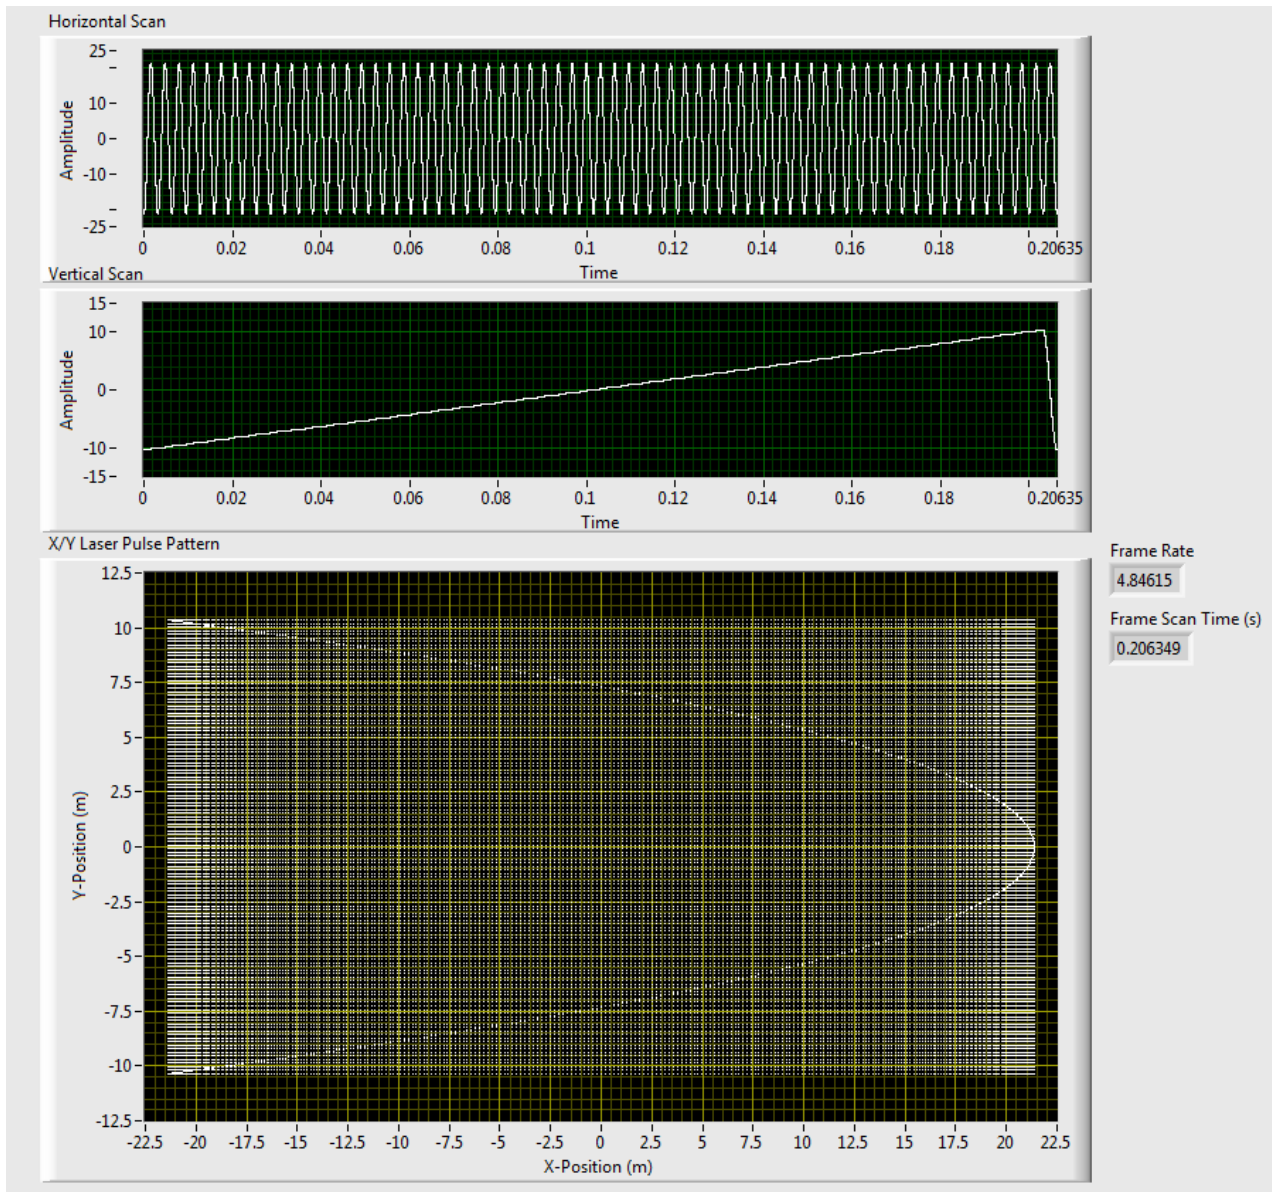 Horizontal Scan
25
10
0
-10
-25
Amplitude
0 0.02 0.04 0.06 0.08 0.1 0.12 0.14 0.16 0.18 0.20635
Time
Vertical Scan
15
10
0
-10
-15
Amplitude
0 0.02 0.04 0.06 0.08 0.1 0.12 0.14 0.16 0.18 0.20635
Time
X/Y Laser Pulse Pattern
12.5
10
7.5
5
2.5
0
-2.5
-5
-7.5
-10
-12.5
Y-Position (m)
-22.5 -20 -17.5 -15 -12.5 -10 -7.5 -5 -2.5 0 2.5 5 7.5 10 12.5 15 17.5 20 22.5
X-Position (m)
Frame Rate
4.84615
Frame Scan Time (s)
0.206349